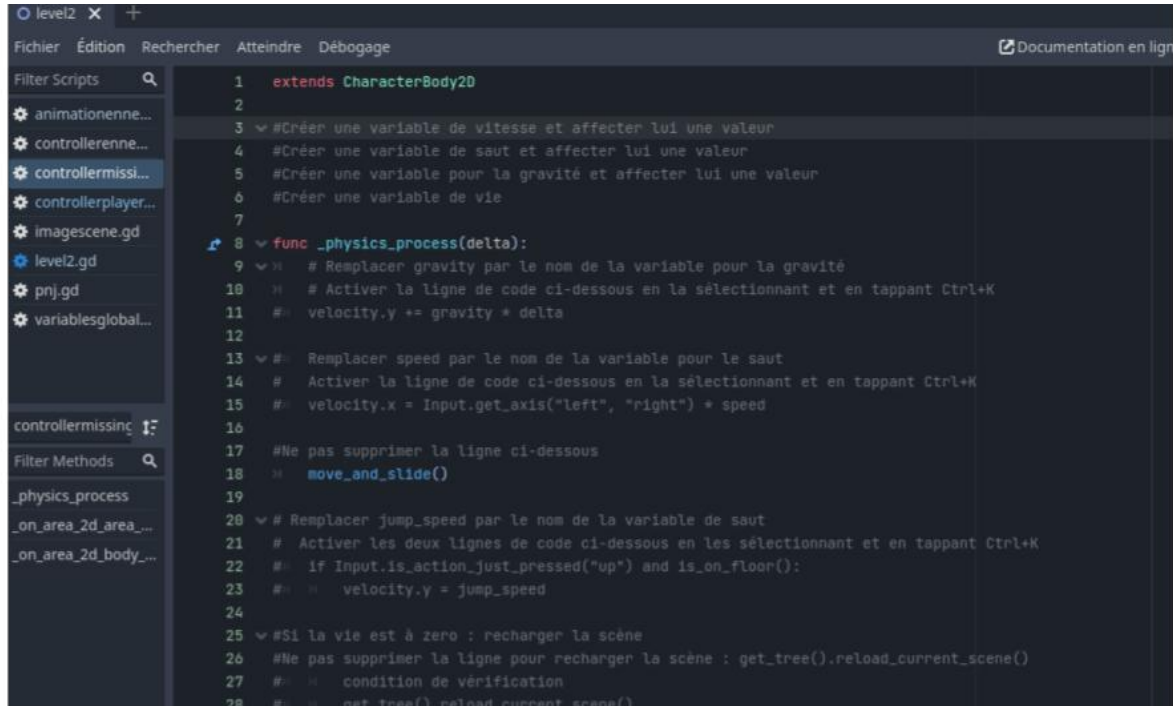 level2 X +
Fichier Édition Rechercher Atteindre Débogage
Documentation en lign
Filter Scripts
animationenne...
controllerenne...
controllermissi...
controllerplayer...
imagescene.gd
level2.gd
pnj.gd
variablesglobal...
controllermissing
Filter Methods
_physics_process
_on_area_2d_area_...
_on_area_2d_body_...
1 extends CharacterBody2D
2
3 #Créer une variable de vitesse et affecter lui une valeur
4 #Créer une variable de saut et affecter lui une valeur
5 #Créer une variable pour la gravité et affecter lui une valeur
6 #Créer une variable de vie
7
8 func _physics_process(delta):
9 # Remplacer gravity par le nom de la variable pour la gravité
10 # Activer la ligne de code ci-dessous en la sélectionnant et en tappant Ctrl+K
11 # velocity.y += gravity * delta
12
13 # Remplacer speed par le nom de la variable pour le saut
14 # Activer la ligne de code ci-dessous en la sélectionnant et en tappant Ctrl+K
15 # velocity.x = Input.get_axis("left", "right") * speed
16
17 #Ne pas supprimer la ligne ci-dessous
18 move_and_slide()
19
20 # Remplacer jump_speed par le nom de la variable de saut
21 # Activer les deux lignes de code ci-dessous en les sélectionnant et en tappant Ctrl+K
22 # if Input.is_action_just_pressed("up") and is_on_floor():
23 # velocity.y = jump_speed
24
25 #Si la vie est à zero : recharger la scène
26 #Ne pas supprimer la ligne pour recharger la scène : get_tree().reload_current_scene()
27 # condition de vérification
28 # get_tree().reload_current_scene()